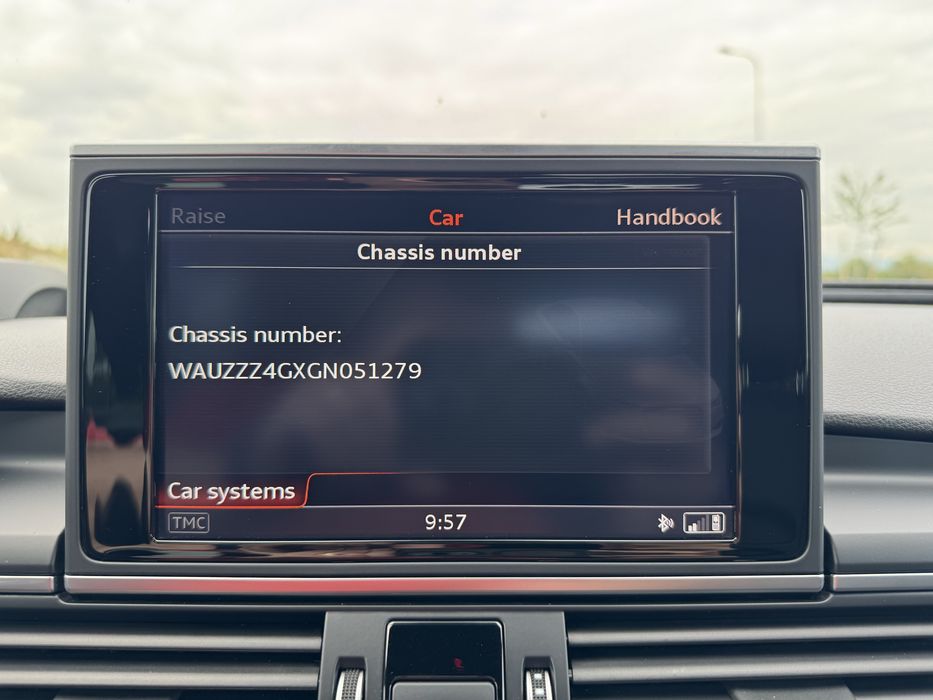 Raise Car Handbook
Chassis number
Chassis number:
WAUZZZ4GXGN051279
Car systems
TMC 9:57